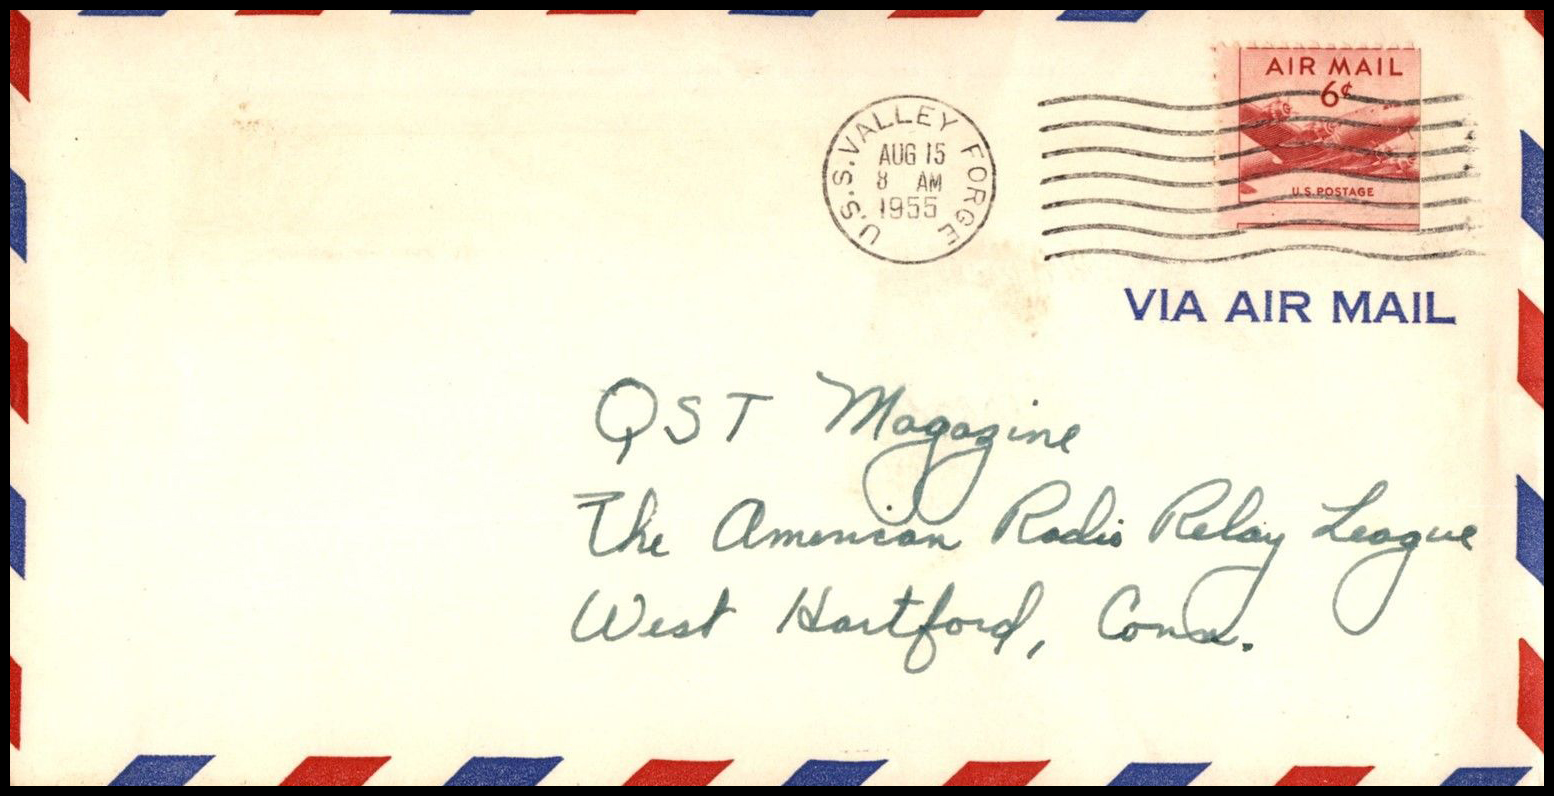 U.S.S. VALLEY FORGE
AUG 15
8 AM
1955
AIR MAIL
6¢
U.S. POSTAGE
VIA AIR MAIL
QST Magazine
The American Radio Relay League
West Hartford, Conn.